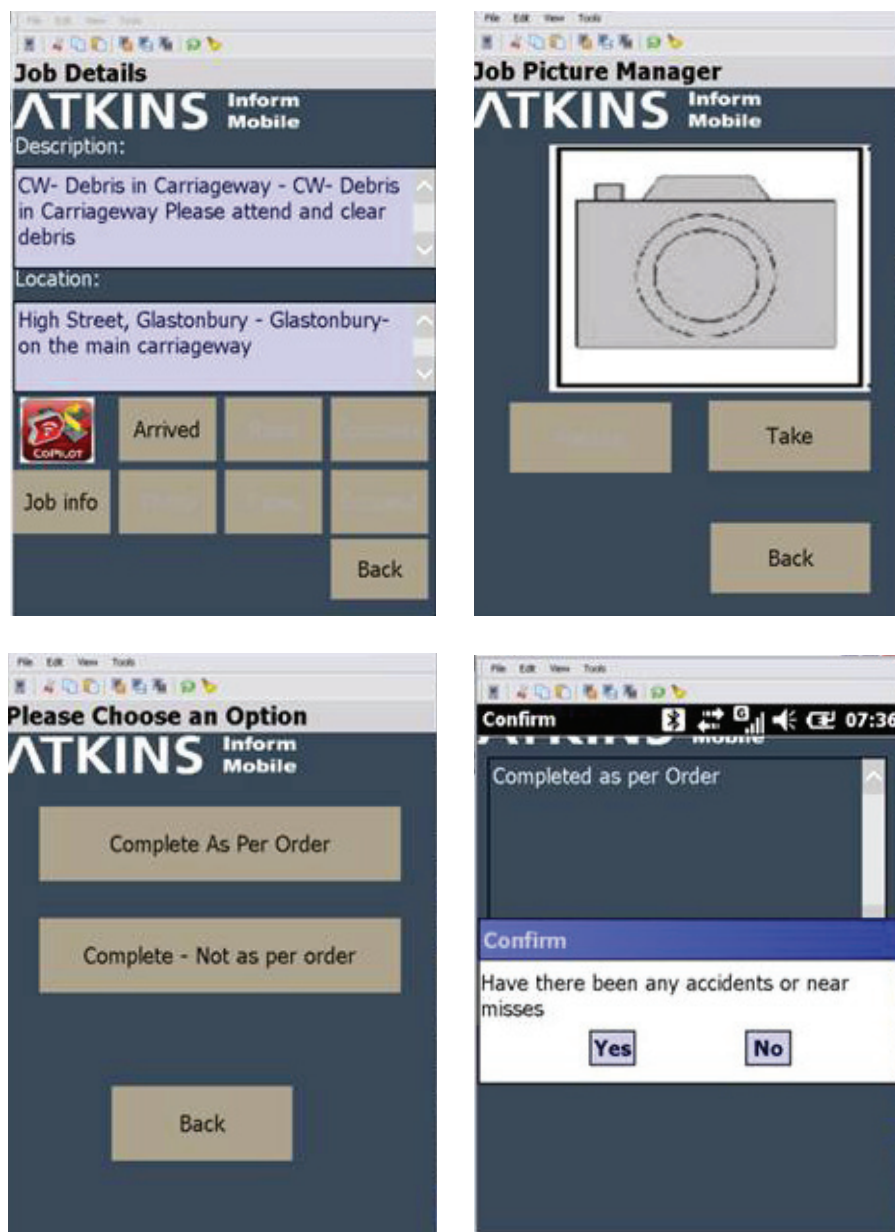 File Edit View Tools
Job Details
ATKINS Inform
Mobile
Description:
CW- Debris in Carriageway - CW- Debris
in Carriageway Please attend and clear
debris
Location:
High Street, Glastonbury - Glastonbury-
on the main carriageway
COPILOT
Arrived
Job info
Back
File Edit View Tools
Job Picture Manager
ATKINS Inform
Mobile
Take
Back
File Edit View Tools
Please Choose an Option
ATKINS Inform
Mobile
Complete As Per Order
Complete - Not as per order
Back
File Edit View Tools
Confirm G 07:36
ATKINS Mobile
Completed as per Order
Confirm
Have there been any accidents or near
misses
Yes No